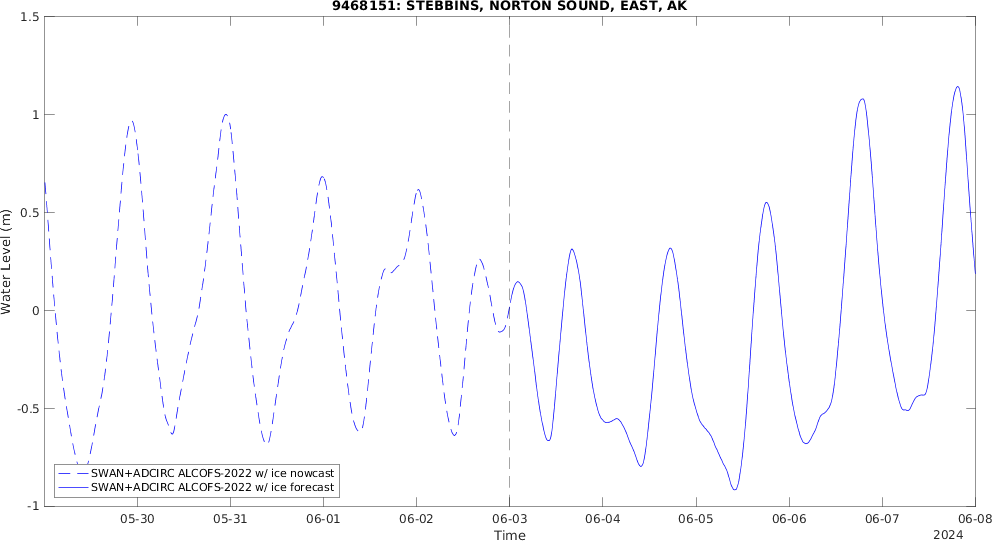 9468151: STEBBINS, NORTON SOUND, EAST, AK
1.5
1
0.5
0
-0.5
-1
Water Level (m)
SWAN+ADCIRC ALCOFS-2022 w/ ice nowcast
SWAN+ADCIRC ALCOFS-2022 w/ ice forecast
05-30 05-31 06-01 06-02 06-03 06-04 06-05 06-06 06-07 06-08
Time
2024